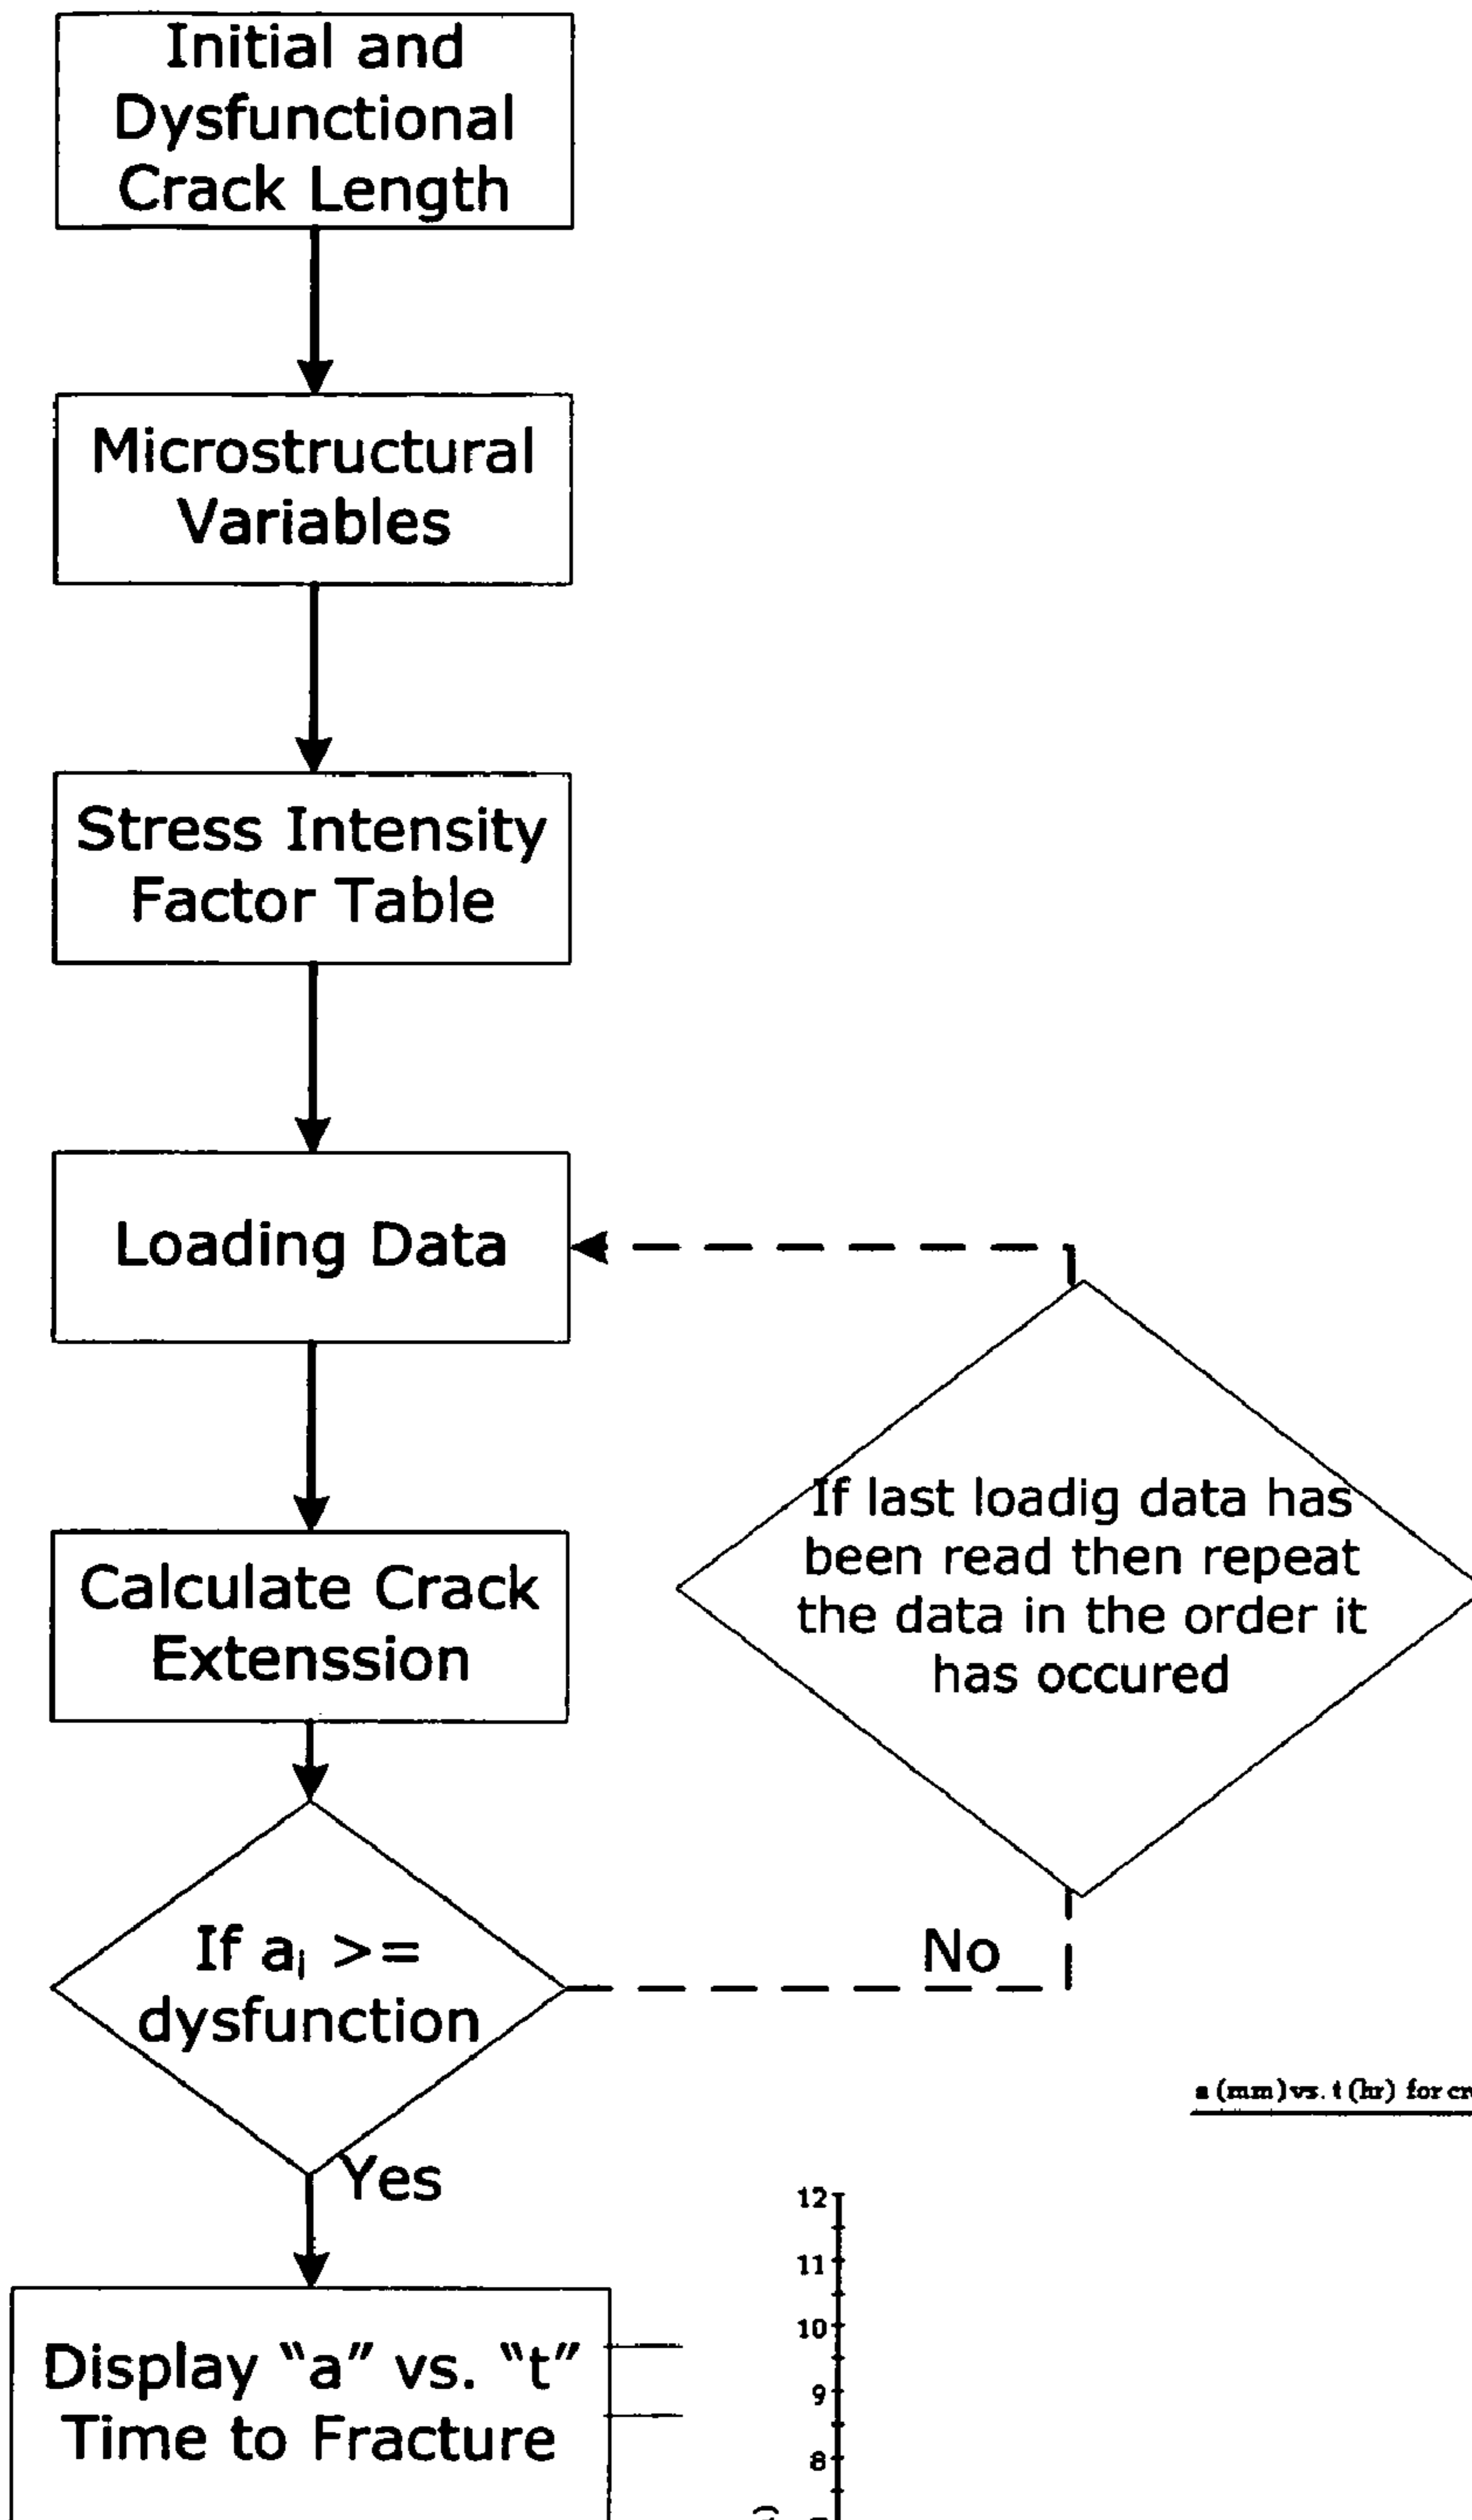 Initial and
Dysfunctional
Crack Length
Microstructural
Variables
Stress Intensity
Factor Table
Loading Data
If last loadig data has
been read then repeat
the data in the order it
has occured
Calculate Crack
Extenssion
If aᵢ >=
dysfunction
No
Yes
a (mm) vs. t (hr) for
Display “a” vs. “t”
Time to Fracture
12
11
10
9
8